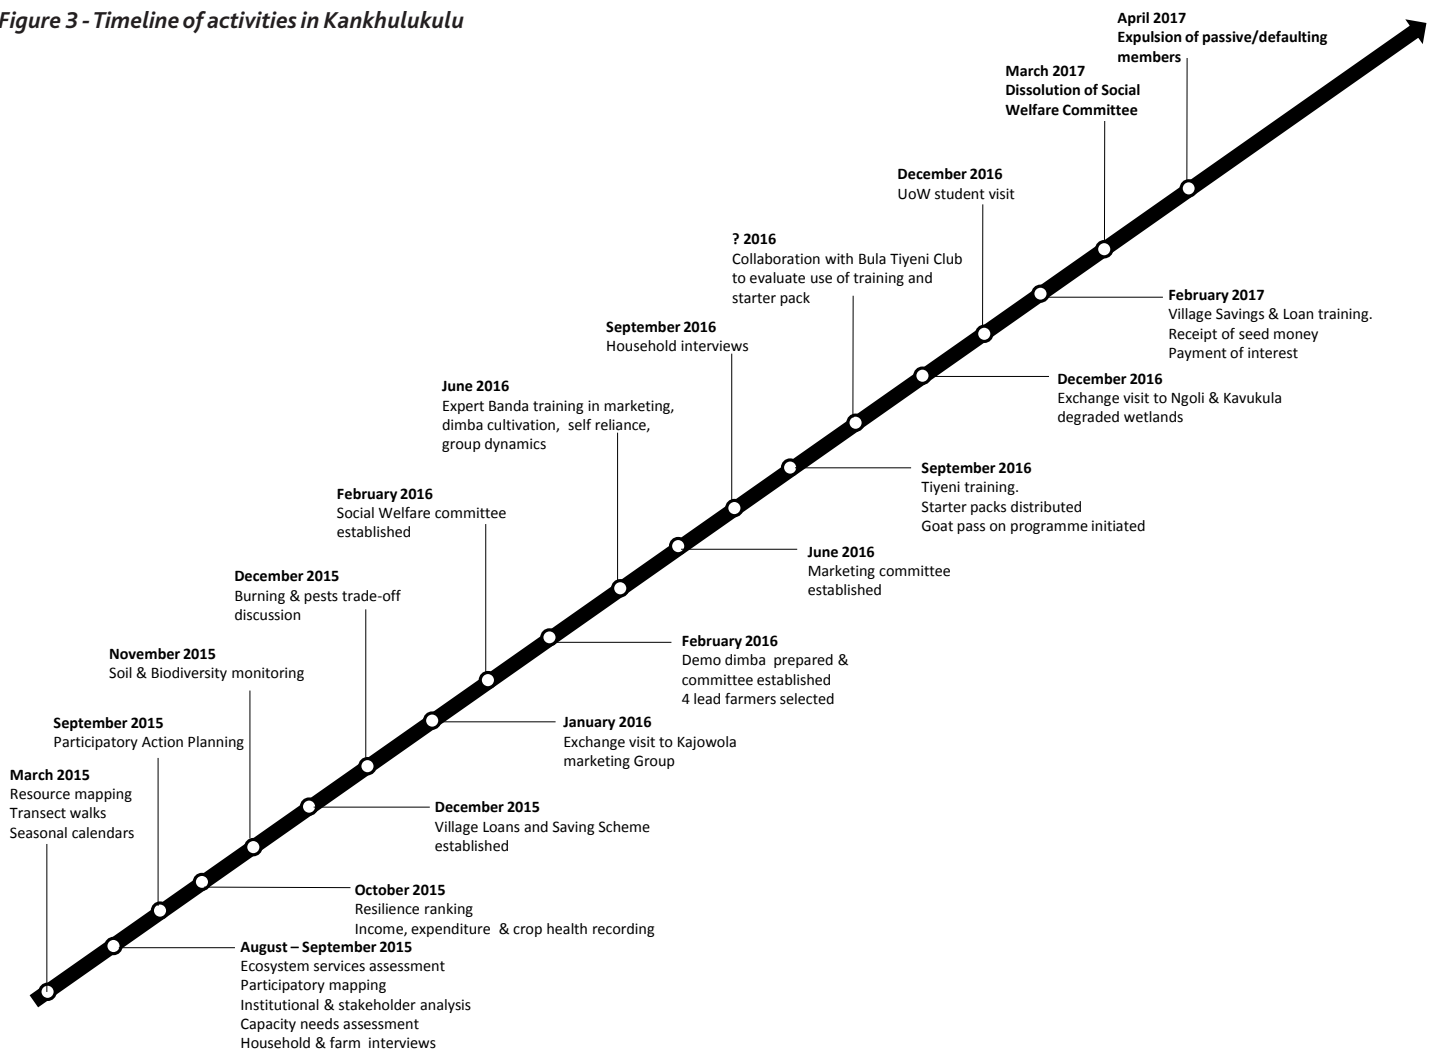 Figure 3 - Timeline of activities in Kankhulukulu
April 2017
Expulsion of passive/defaulting
members
March 2017
Dissolution of Social
Welfare Committee
December 2016
UoW student visit
? 2016
Collaboration with Bula Tiyeni Club
to evaluate use of training and
starter pack
February 2017
Village Savings & Loan training.
Receipt of seed money
Payment of interest
September 2016
Household interviews
December 2016
Exchange visit to Ngoli & Kavukula
degraded wetlands
June 2016
Expert Banda training in marketing,
dimba cultivation, self reliance,
group dynamics
September 2016
Tiyeni training.
Starter packs distributed
Goat pass on programme initiated
February 2016
Social Welfare committee
established
June 2016
Marketing committee
established
December 2015
Burning & pests trade-off
discussion
February 2016
Demo dimba prepared &
committee established
4 lead farmers selected
November 2015
Soil & Biodiversity monitoring
September 2015
Participatory Action Planning
January 2016
Exchange visit to Kajowola
marketing Group
March 2015
Resource mapping
Transect walks
Seasonal calendars
December 2015
Village Loans and Saving Scheme
established
October 2015
Resilience ranking
Income, expenditure & crop health recording
August – September 2015
Ecosystem services assessment
Participatory mapping
Institutional & stakeholder analysis
Capacity needs assessment
Household & farm interviews